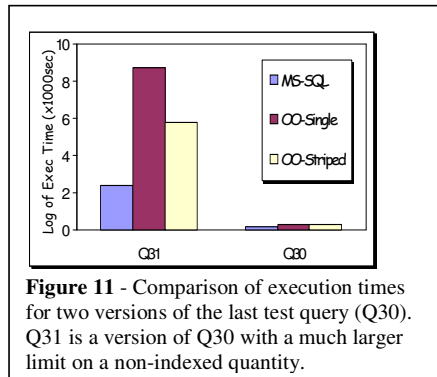 10
8
6
4
2
0
Log of Exec Time (x1000sec)
MS-SQL
OO-Single
OO-Striped
Q31 Q30
Figure 11 - Comparison of execution times
for two versions of the last test query (Q30).
Q31 is a version of Q30 with a much larger
limit on a non-indexed quantity.